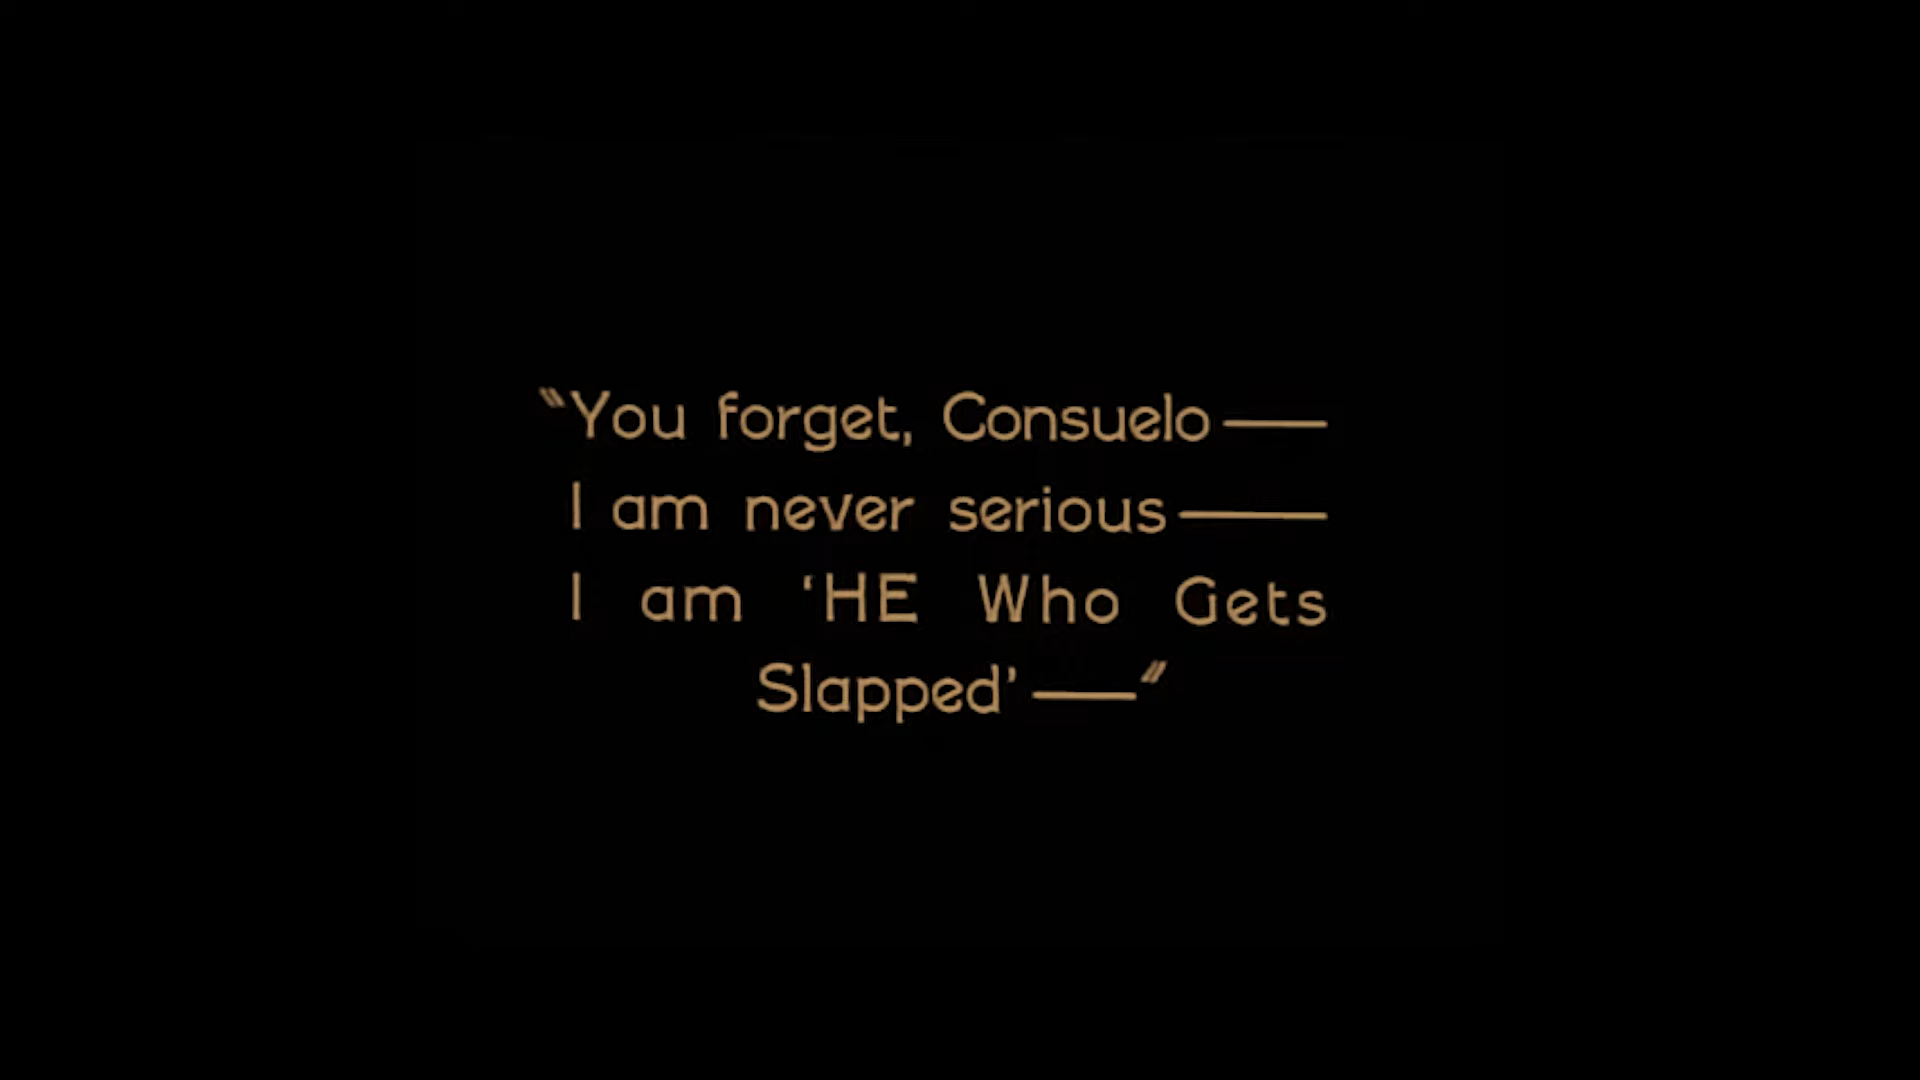 “You forget, Consuelo——
I am never serious——
I am ‘HE Who Gets
Slapped’——”